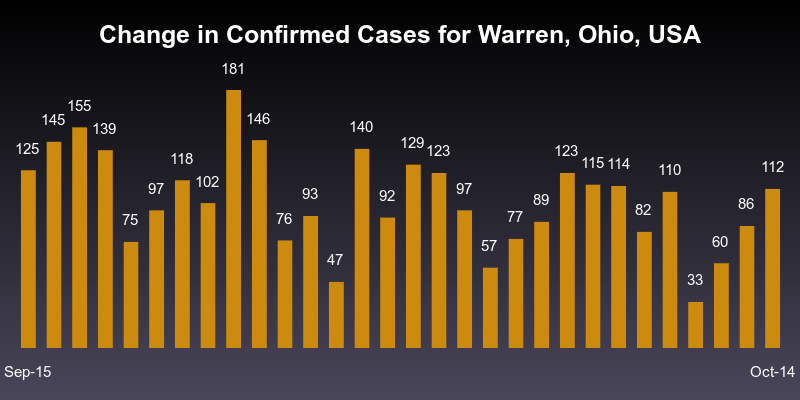 Change in Confirmed Cases for Warren, Ohio, USA
125 145 155 139 75 97 118 102 181 146 76 93 47 140 92 129 123 97 57 77 89 123 115 114 82 110 33 60 86 112
Sep-15 Oct-14